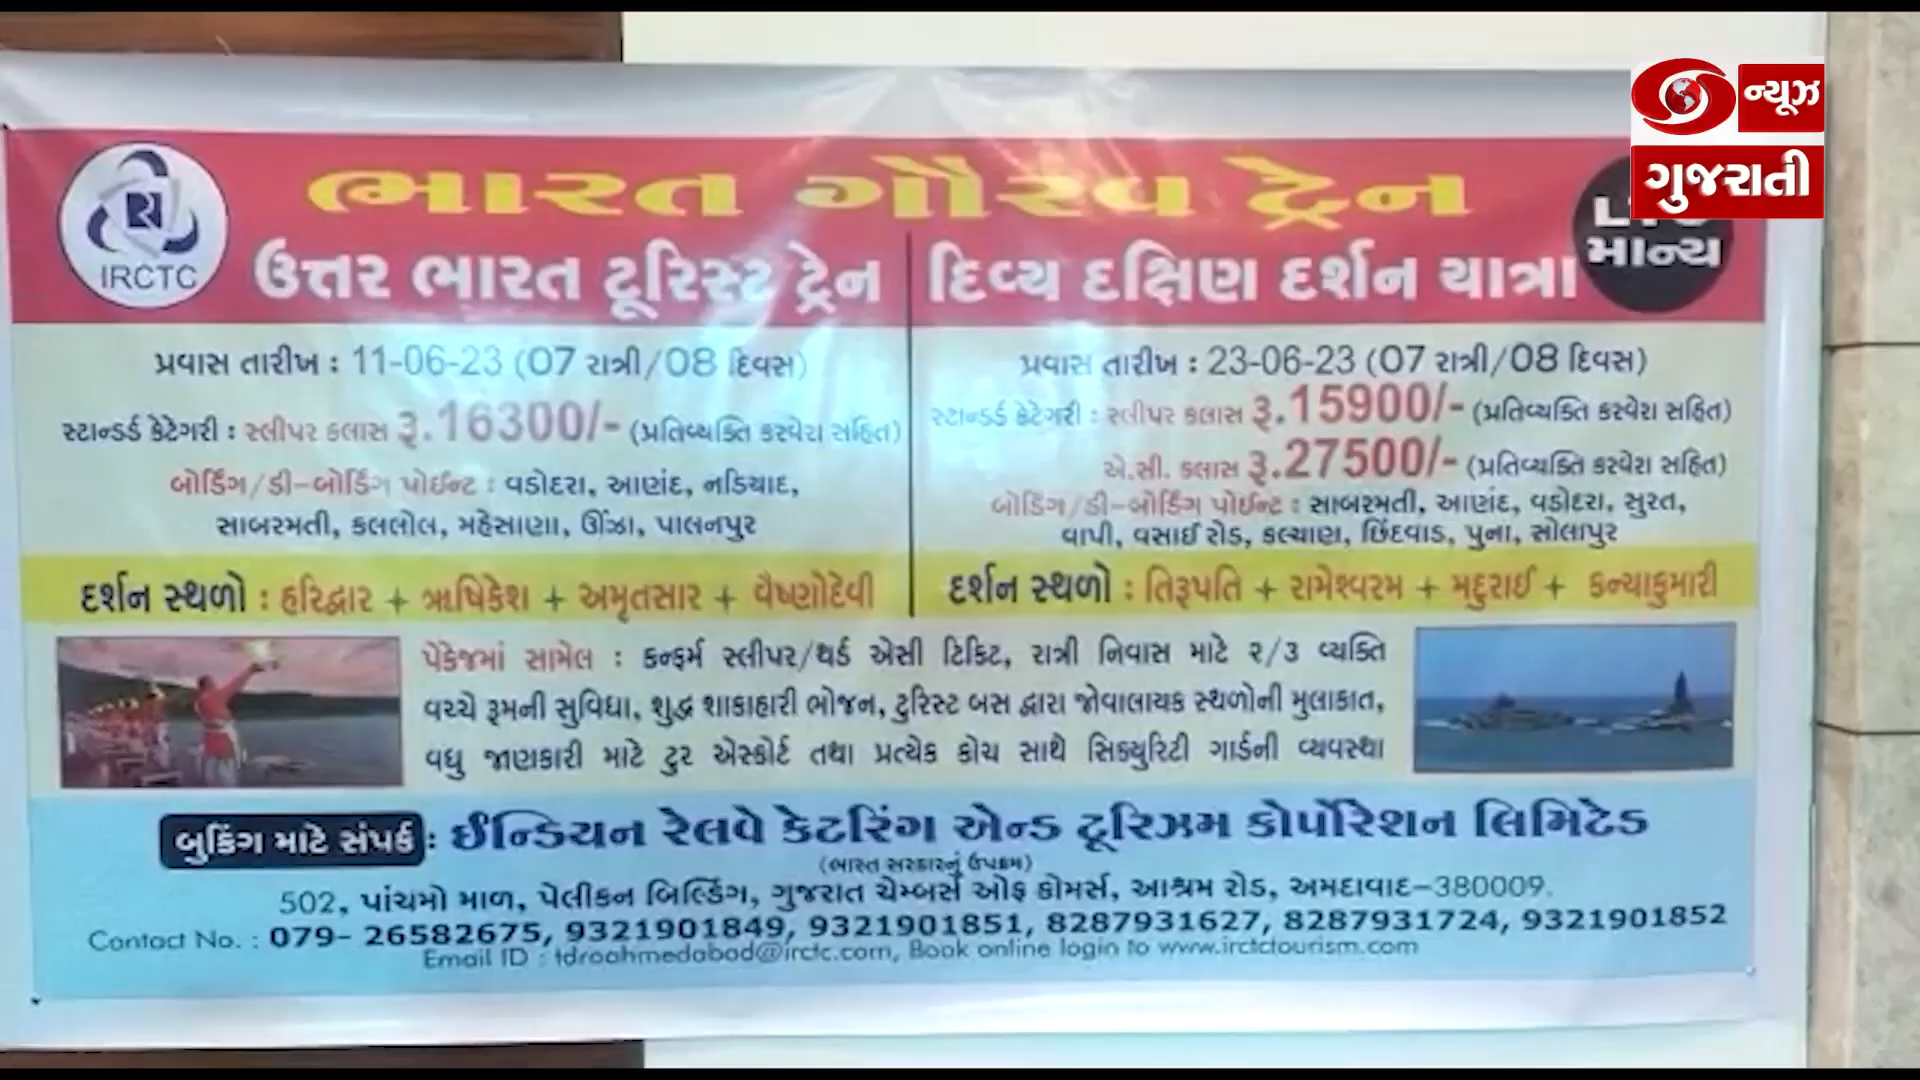 ન્યૂઝ
ગુજરાતી
ભારત ગૌરવ ટ્રેન
IRCTC
ઉત્તર ભારત ટૂરિસ્ટ ટ્રેન
દિવ્ય દક્ષિણ દર્શન યાત્રા
માન્ય
પ્રવાસ તારીખ : 11-06-23 (07 રાત્રી/08 દિવસ)
સ્ટાન્ડર્ડ કેટેગરી : સ્લીપર ક્લાસ રૂ.16300/- (પ્રતિવ્યક્તિ કરવેરા સહિત)
બોર્ડિંગ/ડી-બોર્ડિંગ પોઈન્ટ : વડોદરા, આણંદ, નડિયાદ,
સાબરમતી, કલલોલ, મહેસાણા, ઊંઝા, પાલનપુર
દર્શન સ્થળો : હરિદ્વાર + ઋષિકેશ + અમૃતસાર + વૈષ્ણોદેવી
પ્રવાસ તારીખ : 23-06-23 (07 રાત્રી/08 દિવસ)
સ્ટાન્ડર્ડ કેટેગરી : સ્લીપર ક્લાસ રૂ.15900/- (પ્રતિવ્યક્તિ કરવેરા સહિત)
એ.સી. ક્લાસ રૂ.27500/- (પ્રતિવ્યક્તિ કરવેરા સહિત)
બોર્ડિંગ/ડી-બોર્ડિંગ પોઈન્ટ : સાબરમતી, આણંદ, વડોદરા, સુરત,
વાપી, વસાઈ રોડ, કલ્યાણ, છિંદવાડ, પુના, સોલાપુર
દર્શન સ્થળો : તિરૂપતિ + રામેશ્વરમ + મદુરાઈ + કન્યાકુમારી
પેકેજમાં સામેલ : કન્ફર્મ સ્લીપર/થર્ડ એસી ટિકિટ, રાત્રી નિવાસ માટે ૨/૩ વ્યક્તિ
વચ્ચે રૂમની સુવિધા, શુદ્ધ શાકાહારી ભોજન, ટુરિસ્ટ બસ દ્વારા જોવાલાયક સ્થળોની મુલાકાત,
વધુ જાણકારી માટે ટુર એસ્કોર્ટ તથા પ્રત્યેક કોચ સાથે સિક્યુરિટી ગાર્ડની વ્યવસ્થા
બુકિંગ માટે સંપર્ક : ઈન્ડિયન રેલવે કેટરિંગ એન્ડ ટૂરિઝમ કોર્પોરેશન લિમિટેડ
(ભારત સરકારનું ઉપક્રમ)
502, પાંચમો માળ, પેલીકન બિલ્ડિંગ, ગુજરાત ચેમ્બર્સ ઓફ કોમર્સ, આશ્રમ રોડ, અમદાવાદ-380009.
Contact No. : 079- 26582675, 9321901849, 9321901851, 8287931627, 8287931724, 9321901852
Email ID : tdroahmedabad@irctc.com, Book online login to www.irctctourism.com